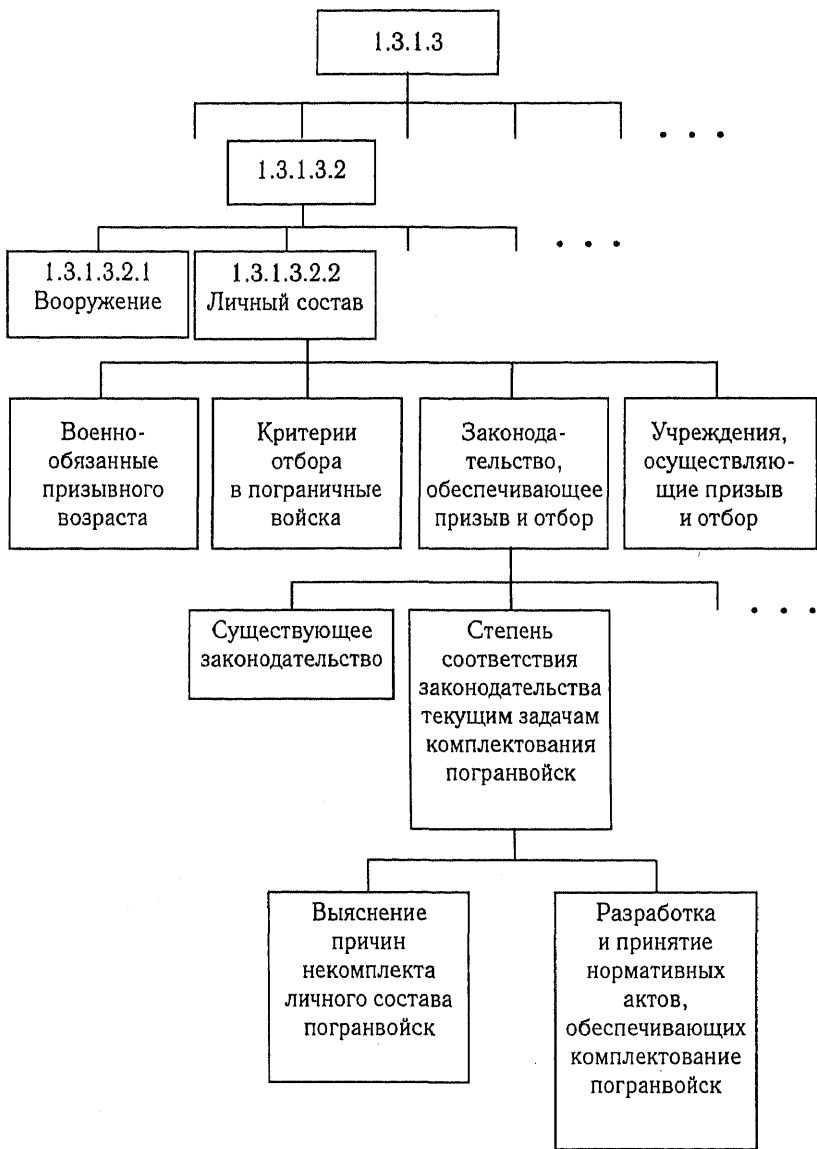 1.3.1.3
1.3.1.3.2
1.3.1.3.2.1
Вооружение
1.3.1.3.2.2
Личный состав
Военно-
обязанные
призывного
возраста
Критерии
отбора
в пограничные
войска
Законода-
тельство,
обеспечивающее
призыв и отбор
Учреждения,
осуществляю-
щие призыв
и отбор
Существующее
законодательство
Степень
соответствия
законодательства
текущим задачам
комплектования
погранвойск
Выяснение
причин
некомплекта
личного состава
погранвойск
Разработка
и принятие
нормативных
актов,
обеспечивающих
комплектование
погранвойск